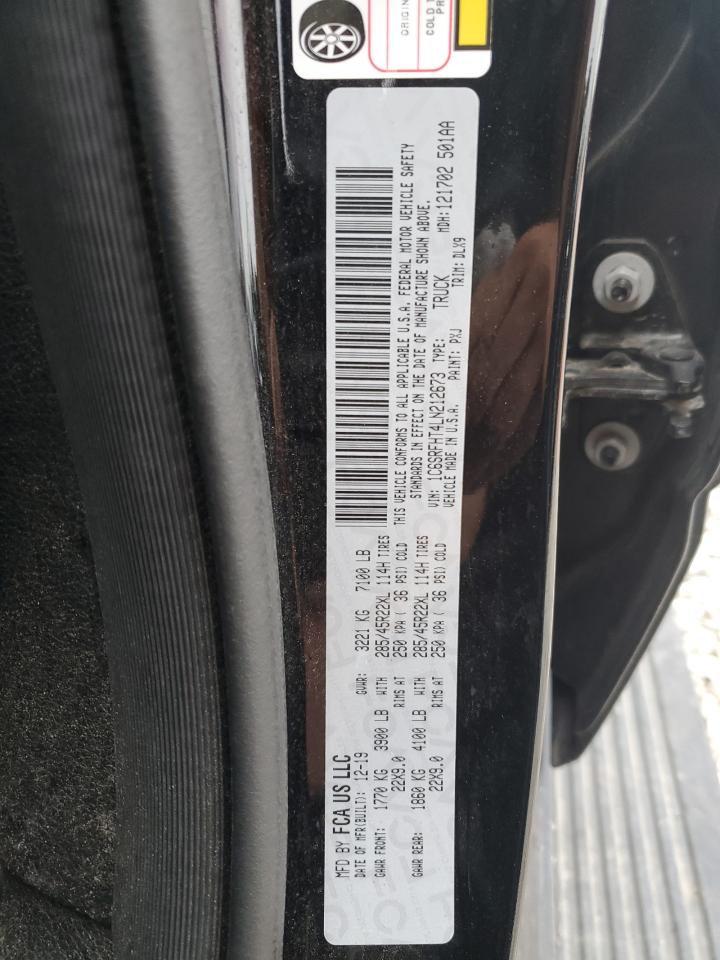 ORIGIN
COLD T
PR
MFD BY FCA US LLC
DATE OF MFR(BUILT): 12-19 GVWR: 3221 KG 7100 LB
GAWR FRONT: 1770 KG 3900 LB WITH 285/45R22XL 114H TIRES
22X9.0 RIMS AT 250 KPA ( 36 PSI) COLD
GAWR REAR: 1860 KG 4100 LB WITH 285/45R22XL 114H TIRES
22X9.0 RIMS AT 250 KPA ( 36 PSI) COLD
THIS VEHICLE CONFORMS TO ALL APPLICABLE U.S.A. FEDERAL MOTOR VEHICLE SAFETY
STANDARDS IN EFFECT ON THE DATE OF MANUFACTURE SHOWN ABOVE.
VIN: 1C6SRFHT4LN212673 TYPE: TRUCK MDH:121702 501AA
VEHICLE MADE IN U.S.A. PAINT: PXJ TRIM: DLX9